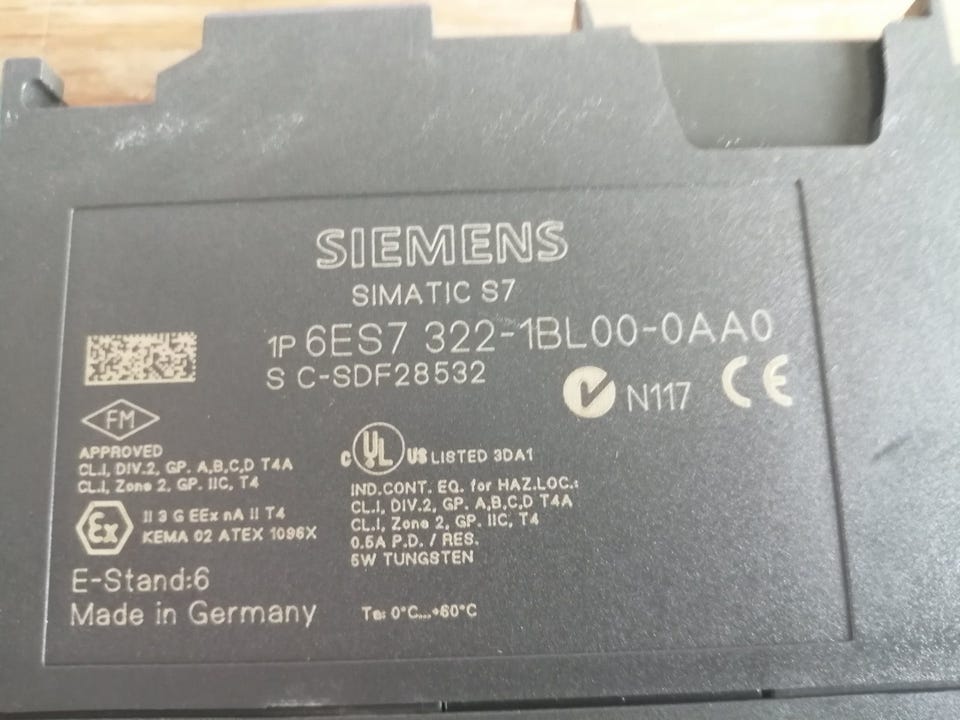 SIEMENS
SIMATIC S7
1P 6ES7 322-1BL00-0AA0
S C-SDF28532
N117 CE
FM
APPROVED
CL.I, DIV.2, GP. A,B,C,D T4A
CL.I, Zone 2, GP. IIC, T4
Ex
II 3 G EEx nA II T4
KEMA 02 ATEX 1096X
E-Stand:6
Made in Germany
c UL US LISTED 3DA1
IND.CONT. EQ. for HAZ.LOC.:
CL.I, DIV.2, GP. A,B,C,D T4A
CL.I, Zone 2, GP. IIC, T4
0.5A P.D. / RES.
5W TUNGSTEN
Ta: 0°C...+60°C